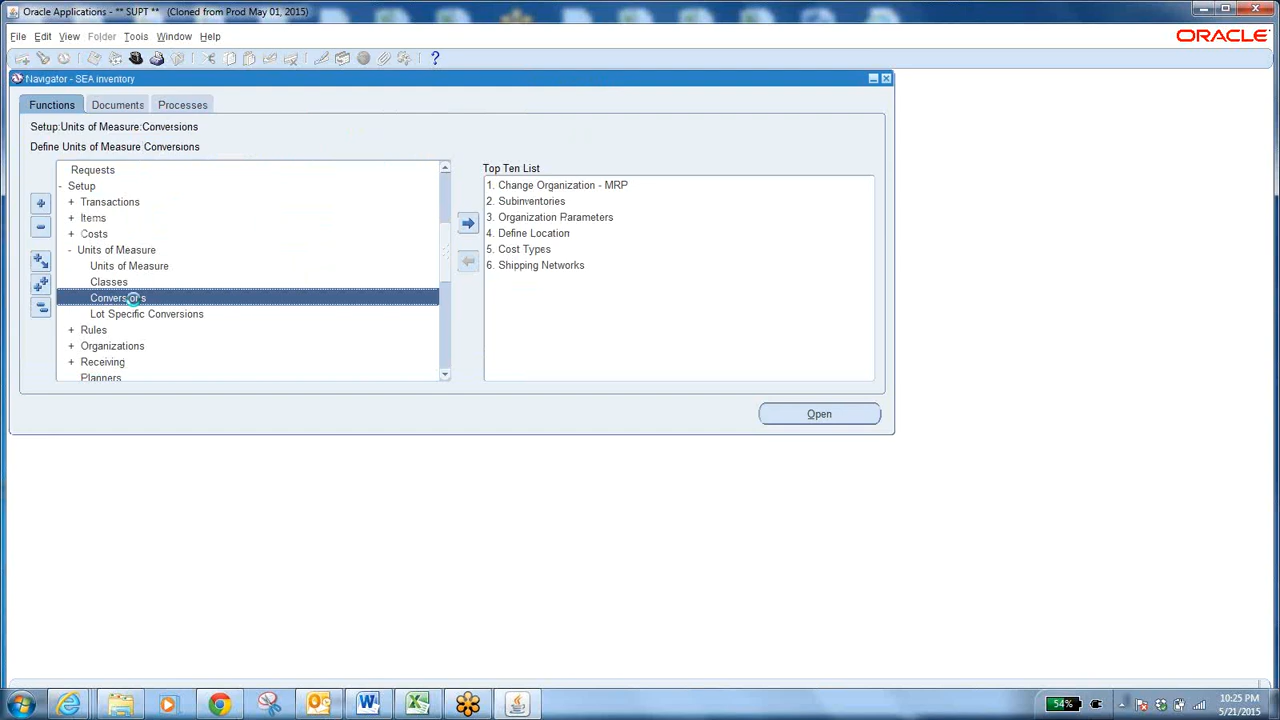 Oracle Applications - ** SUPT ** (Cloned from Prod May 01, 2015)
File Edit View Folder Tools Window Help
ORACLE
Navigator - SEA inventory
Functions Documents Processes
Setup:Units of Measure:Conversions
Define Units of Measure Conversions
Requests
- Setup
+ Transactions
+ Items
+ Costs
- Units of Measure
Units of Measure
Classes
Conversions
Lot Specific Conversions
+ Rules
+ Organizations
+ Receiving
Planners
Top Ten List
1. Change Organization - MRP
2. Subinventories
3. Organization Parameters
4. Define Location
5. Cost Types
6. Shipping Networks
Open
54%
10:25 PM
5/21/2015